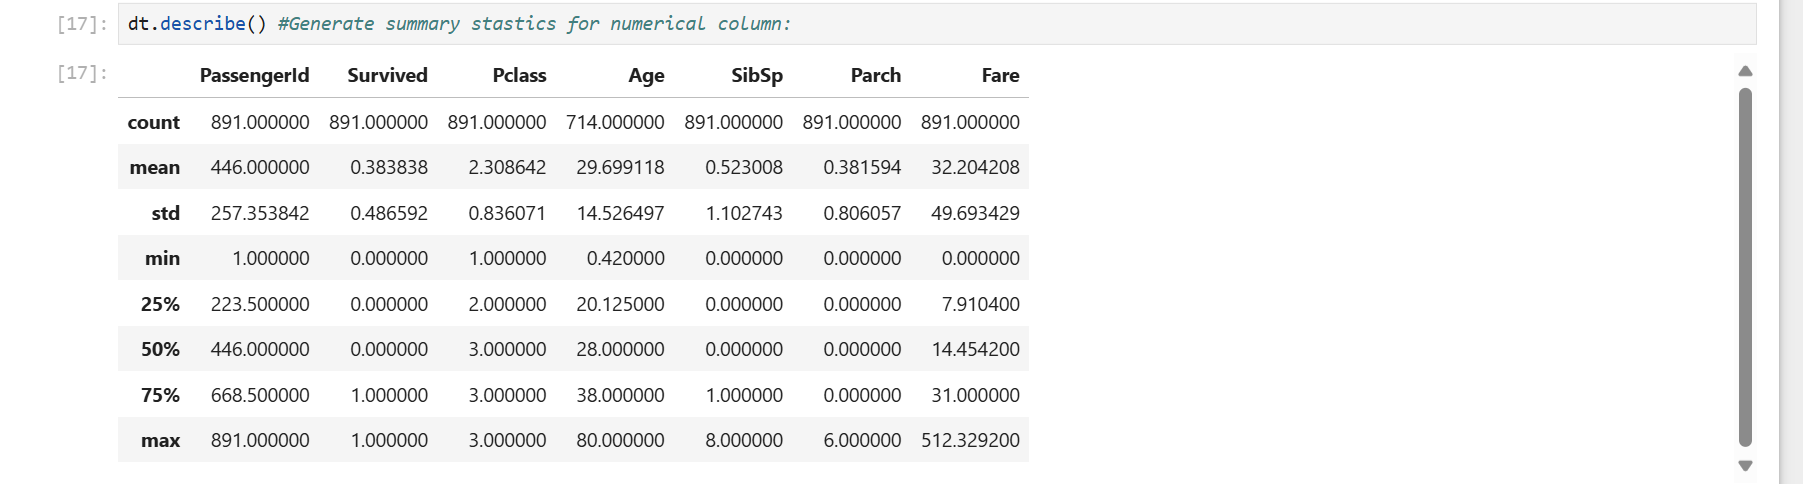 [17]: dt.describe() #Generate summary stastics for numerical column:
[17]:
PassengerId Survived Pclass Age SibSp Parch Fare
count 891.000000 891.000000 891.000000 714.000000 891.000000 891.000000 891.000000
mean 446.000000 0.383838 2.308642 29.699118 0.523008 0.381594 32.204208
std 257.353842 0.486592 0.836071 14.526497 1.102743 0.806057 49.693429
min 1.000000 0.000000 1.000000 0.420000 0.000000 0.000000 0.000000
25% 223.500000 0.000000 2.000000 20.125000 0.000000 0.000000 7.910400
50% 446.000000 0.000000 3.000000 28.000000 0.000000 0.000000 14.454200
75% 668.500000 1.000000 3.000000 38.000000 1.000000 0.000000 31.000000
max 891.000000 1.000000 3.000000 80.000000 8.000000 6.000000 512.329200